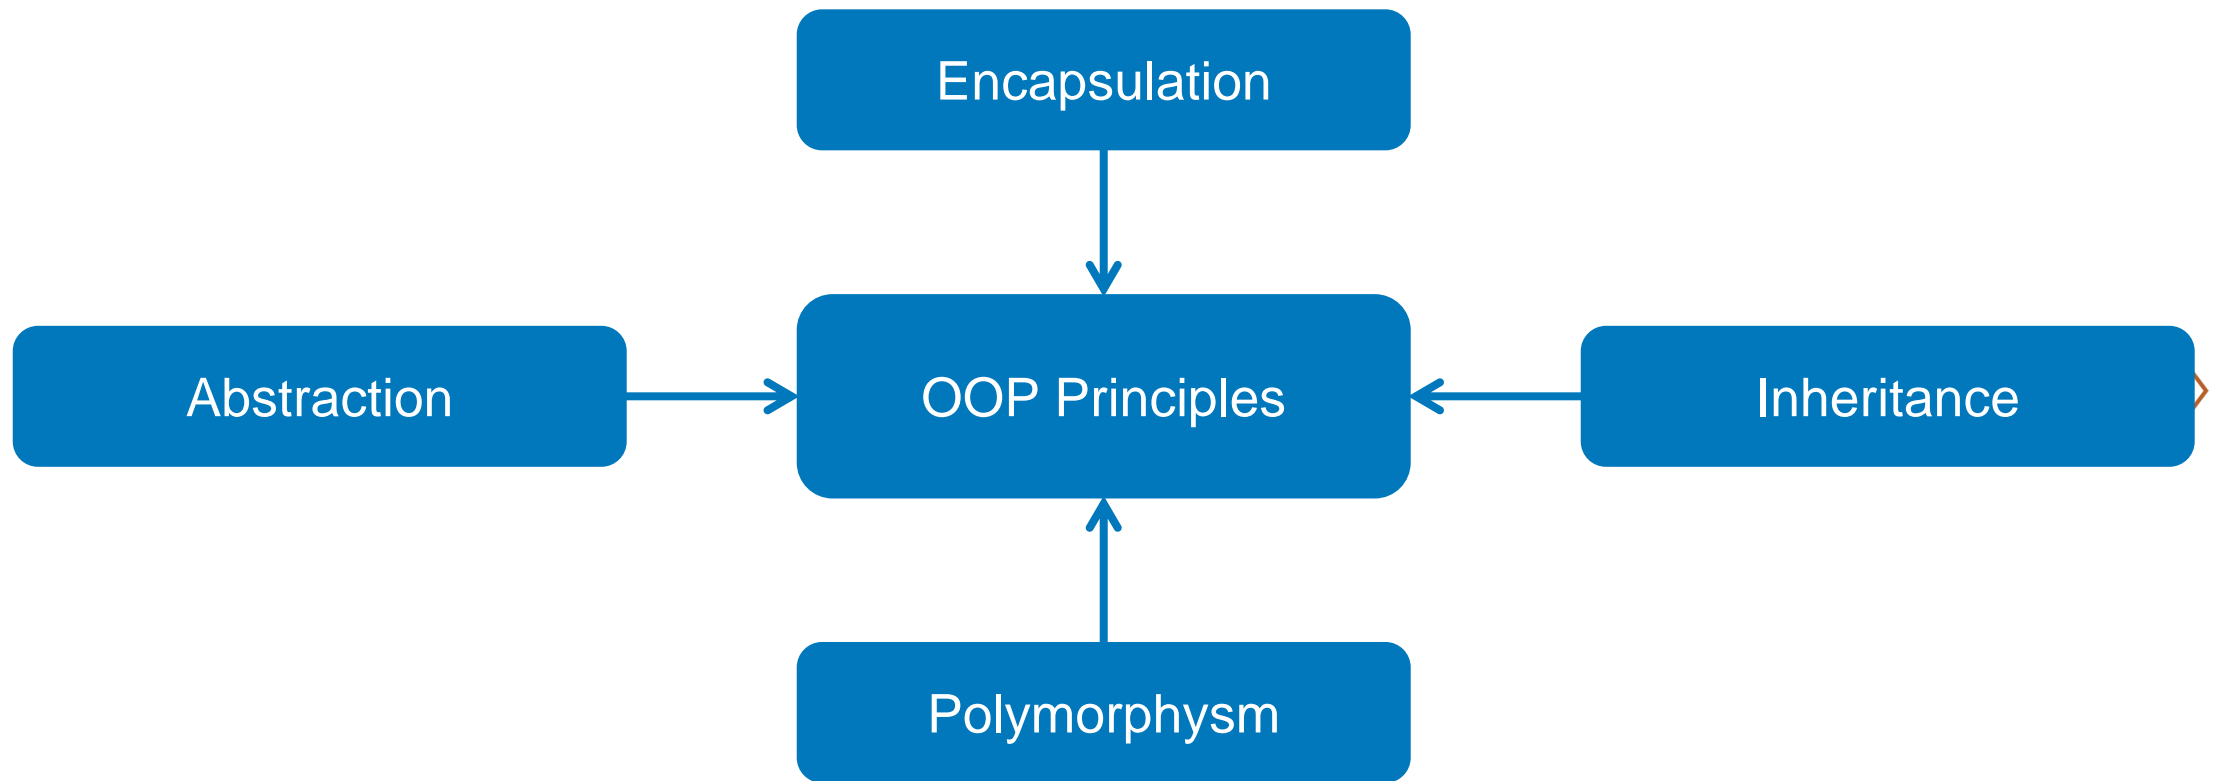 Encapsulation
Abstraction
OOP Principles
Inheritance
Polymorphysm